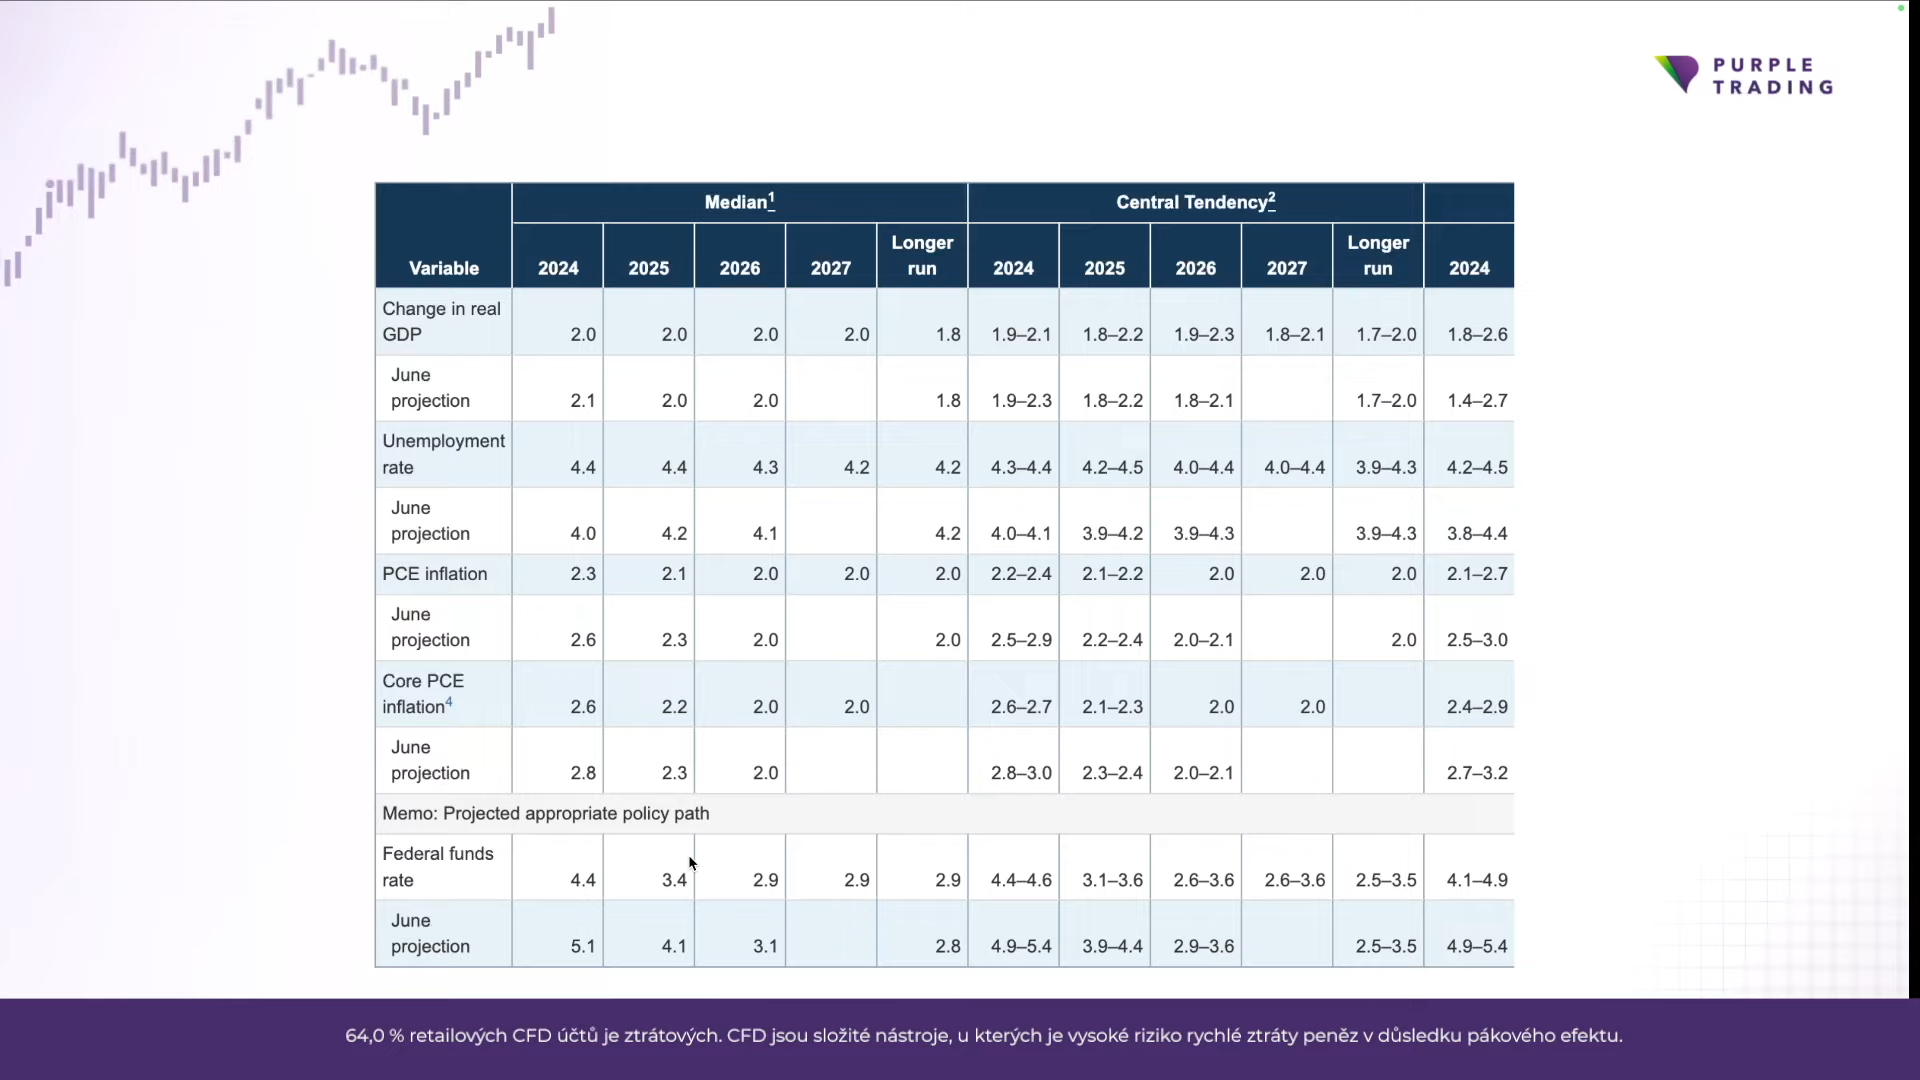 PURPLE
TRADING
Median1 Central Tendency2
Variable 2024 2025 2026 2027 Longer run 2024 2025 2026 2027 Longer run 2024
Change in real
GDP 2.0 2.0 2.0 2.0 1.8 1.9–2.1 1.8–2.2 1.9–2.3 1.8–2.1 1.7–2.0 1.8–2.6
June
projection 2.1 2.0 2.0 1.8 1.9–2.3 1.8–2.2 1.8–2.1 1.7–2.0 1.4–2.7
Unemployment
rate 4.4 4.4 4.3 4.2 4.2 4.3–4.4 4.2–4.5 4.0–4.4 4.0–4.4 3.9–4.3 4.2–4.5
June
projection 4.0 4.2 4.1 4.2 4.0–4.1 3.9–4.2 3.9–4.3 3.9–4.3 3.8–4.4
PCE inflation 2.3 2.1 2.0 2.0 2.0 2.2–2.4 2.1–2.2 2.0 2.0 2.0 2.1–2.7
June
projection 2.6 2.3 2.0 2.0 2.5–2.9 2.2–2.4 2.0–2.1 2.0 2.5–3.0
Core PCE
inflation4 2.6 2.2 2.0 2.0 2.6–2.7 2.1–2.3 2.0 2.0 2.4–2.9
June
projection 2.8 2.3 2.0 2.8–3.0 2.3–2.4 2.0–2.1 2.7–3.2
Memo: Projected appropriate policy path
Federal funds
rate 4.4 3.4 2.9 2.9 2.9 4.4–4.6 3.1–3.6 2.6–3.6 2.6–3.6 2.5–3.5 4.1–4.9
June
projection 5.1 4.1 3.1 2.8 4.9–5.4 3.9–4.4 2.9–3.6 2.5–3.5 4.9–5.4
64,0 % retailových CFD účtů je ztrátových. CFD jsou složité nástroje, u kterých je vysoké riziko rychlé ztráty peněz v důsledku pákového efektu.